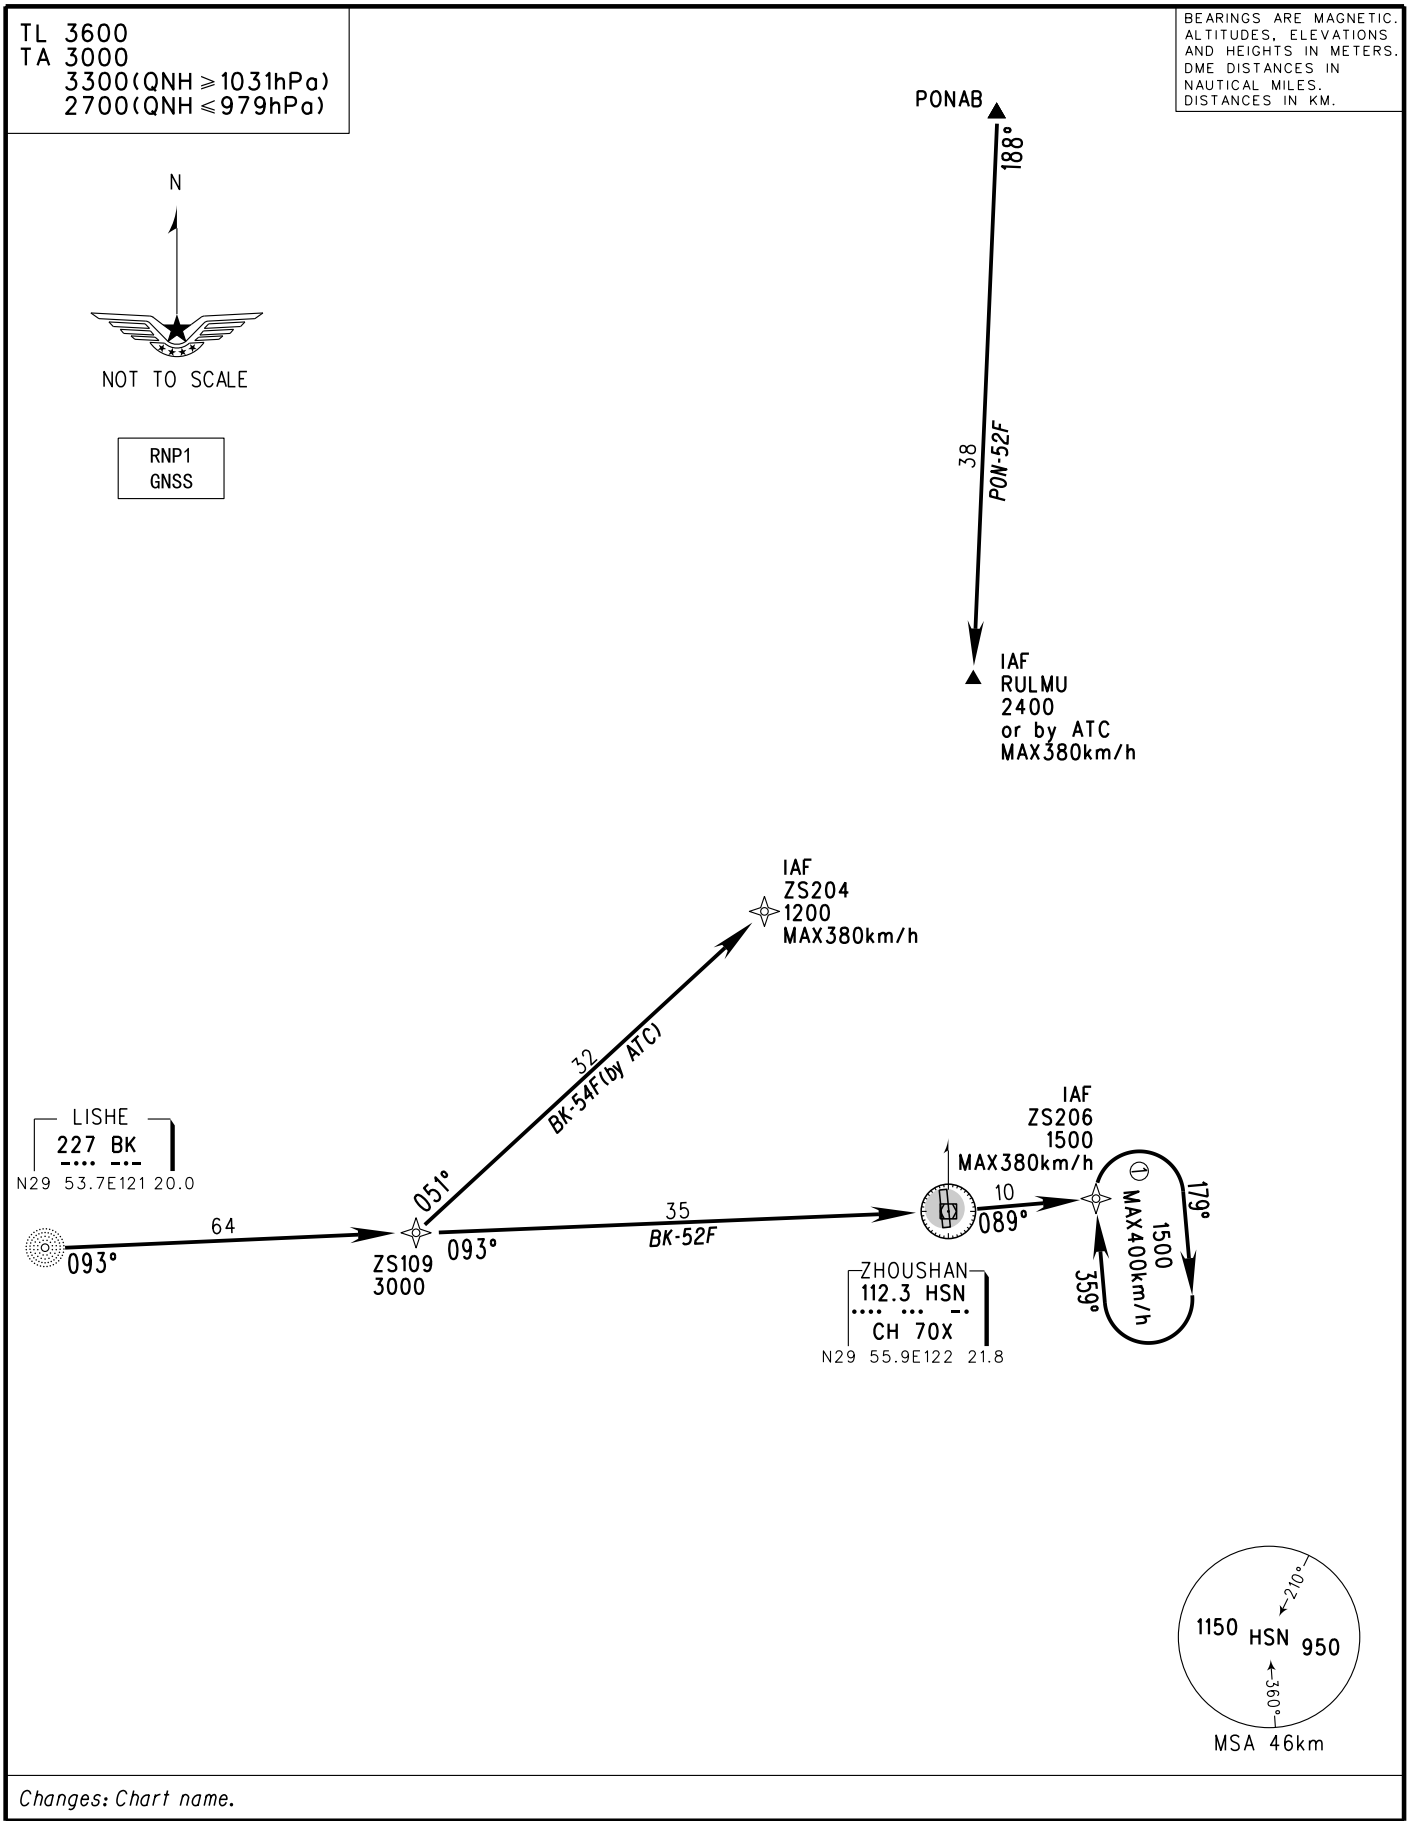 TL 3600
TA 3000
3300(QNH ≥ 1031hPa)
2700(QNH ≤ 979hPa)
BEARINGS ARE MAGNETIC.
ALTITUDES, ELEVATIONS
AND HEIGHTS IN METERS.
DME DISTANCES IN
NAUTICAL MILES.
DISTANCES IN KM.
PONAB
188°
N
NOT TO SCALE
RNP1
GNSS
38
PON-52F
IAF
RULMU
2400
or by ATC
MAX380km/h
IAF
ZS204
1200
MAX380km/h
32
BK-54F(by ATC)
051°
LISHE
227 BK
N29 53.7E121 20.0
64
093°
ZS109
3000
093°
35
BK-52F
IAF
ZS206
1500
MAX380km/h
10
089°
①
MAX400km/h
1500
179°
359°
ZHOUSHAN
112.3 HSN
CH 70X
N29 55.9E122 21.8
210°
1150 HSN 950
360°
MSA 46km
Changes: Chart name.